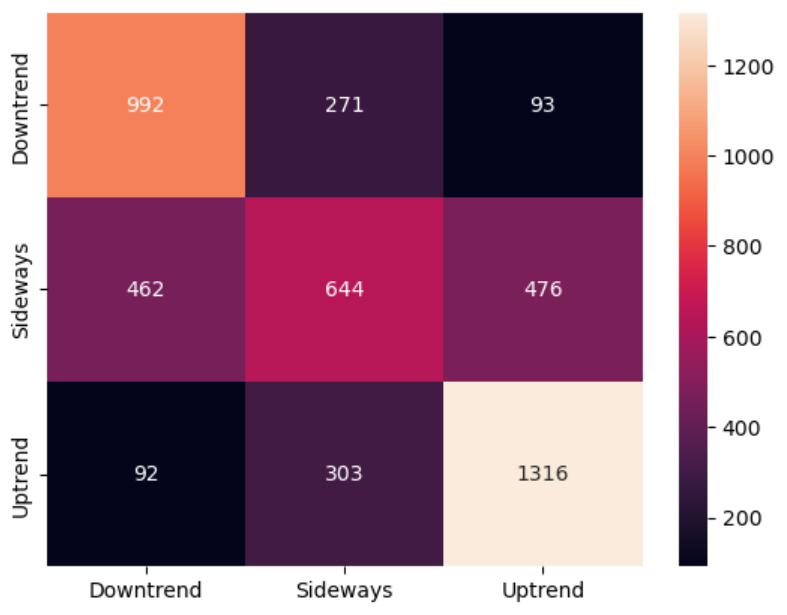 Downtrend
992 271 93
Sideways
462 644 476
Uptrend
92 303 1316
Downtrend Sideways Uptrend
1200
1000
800
600
400
200